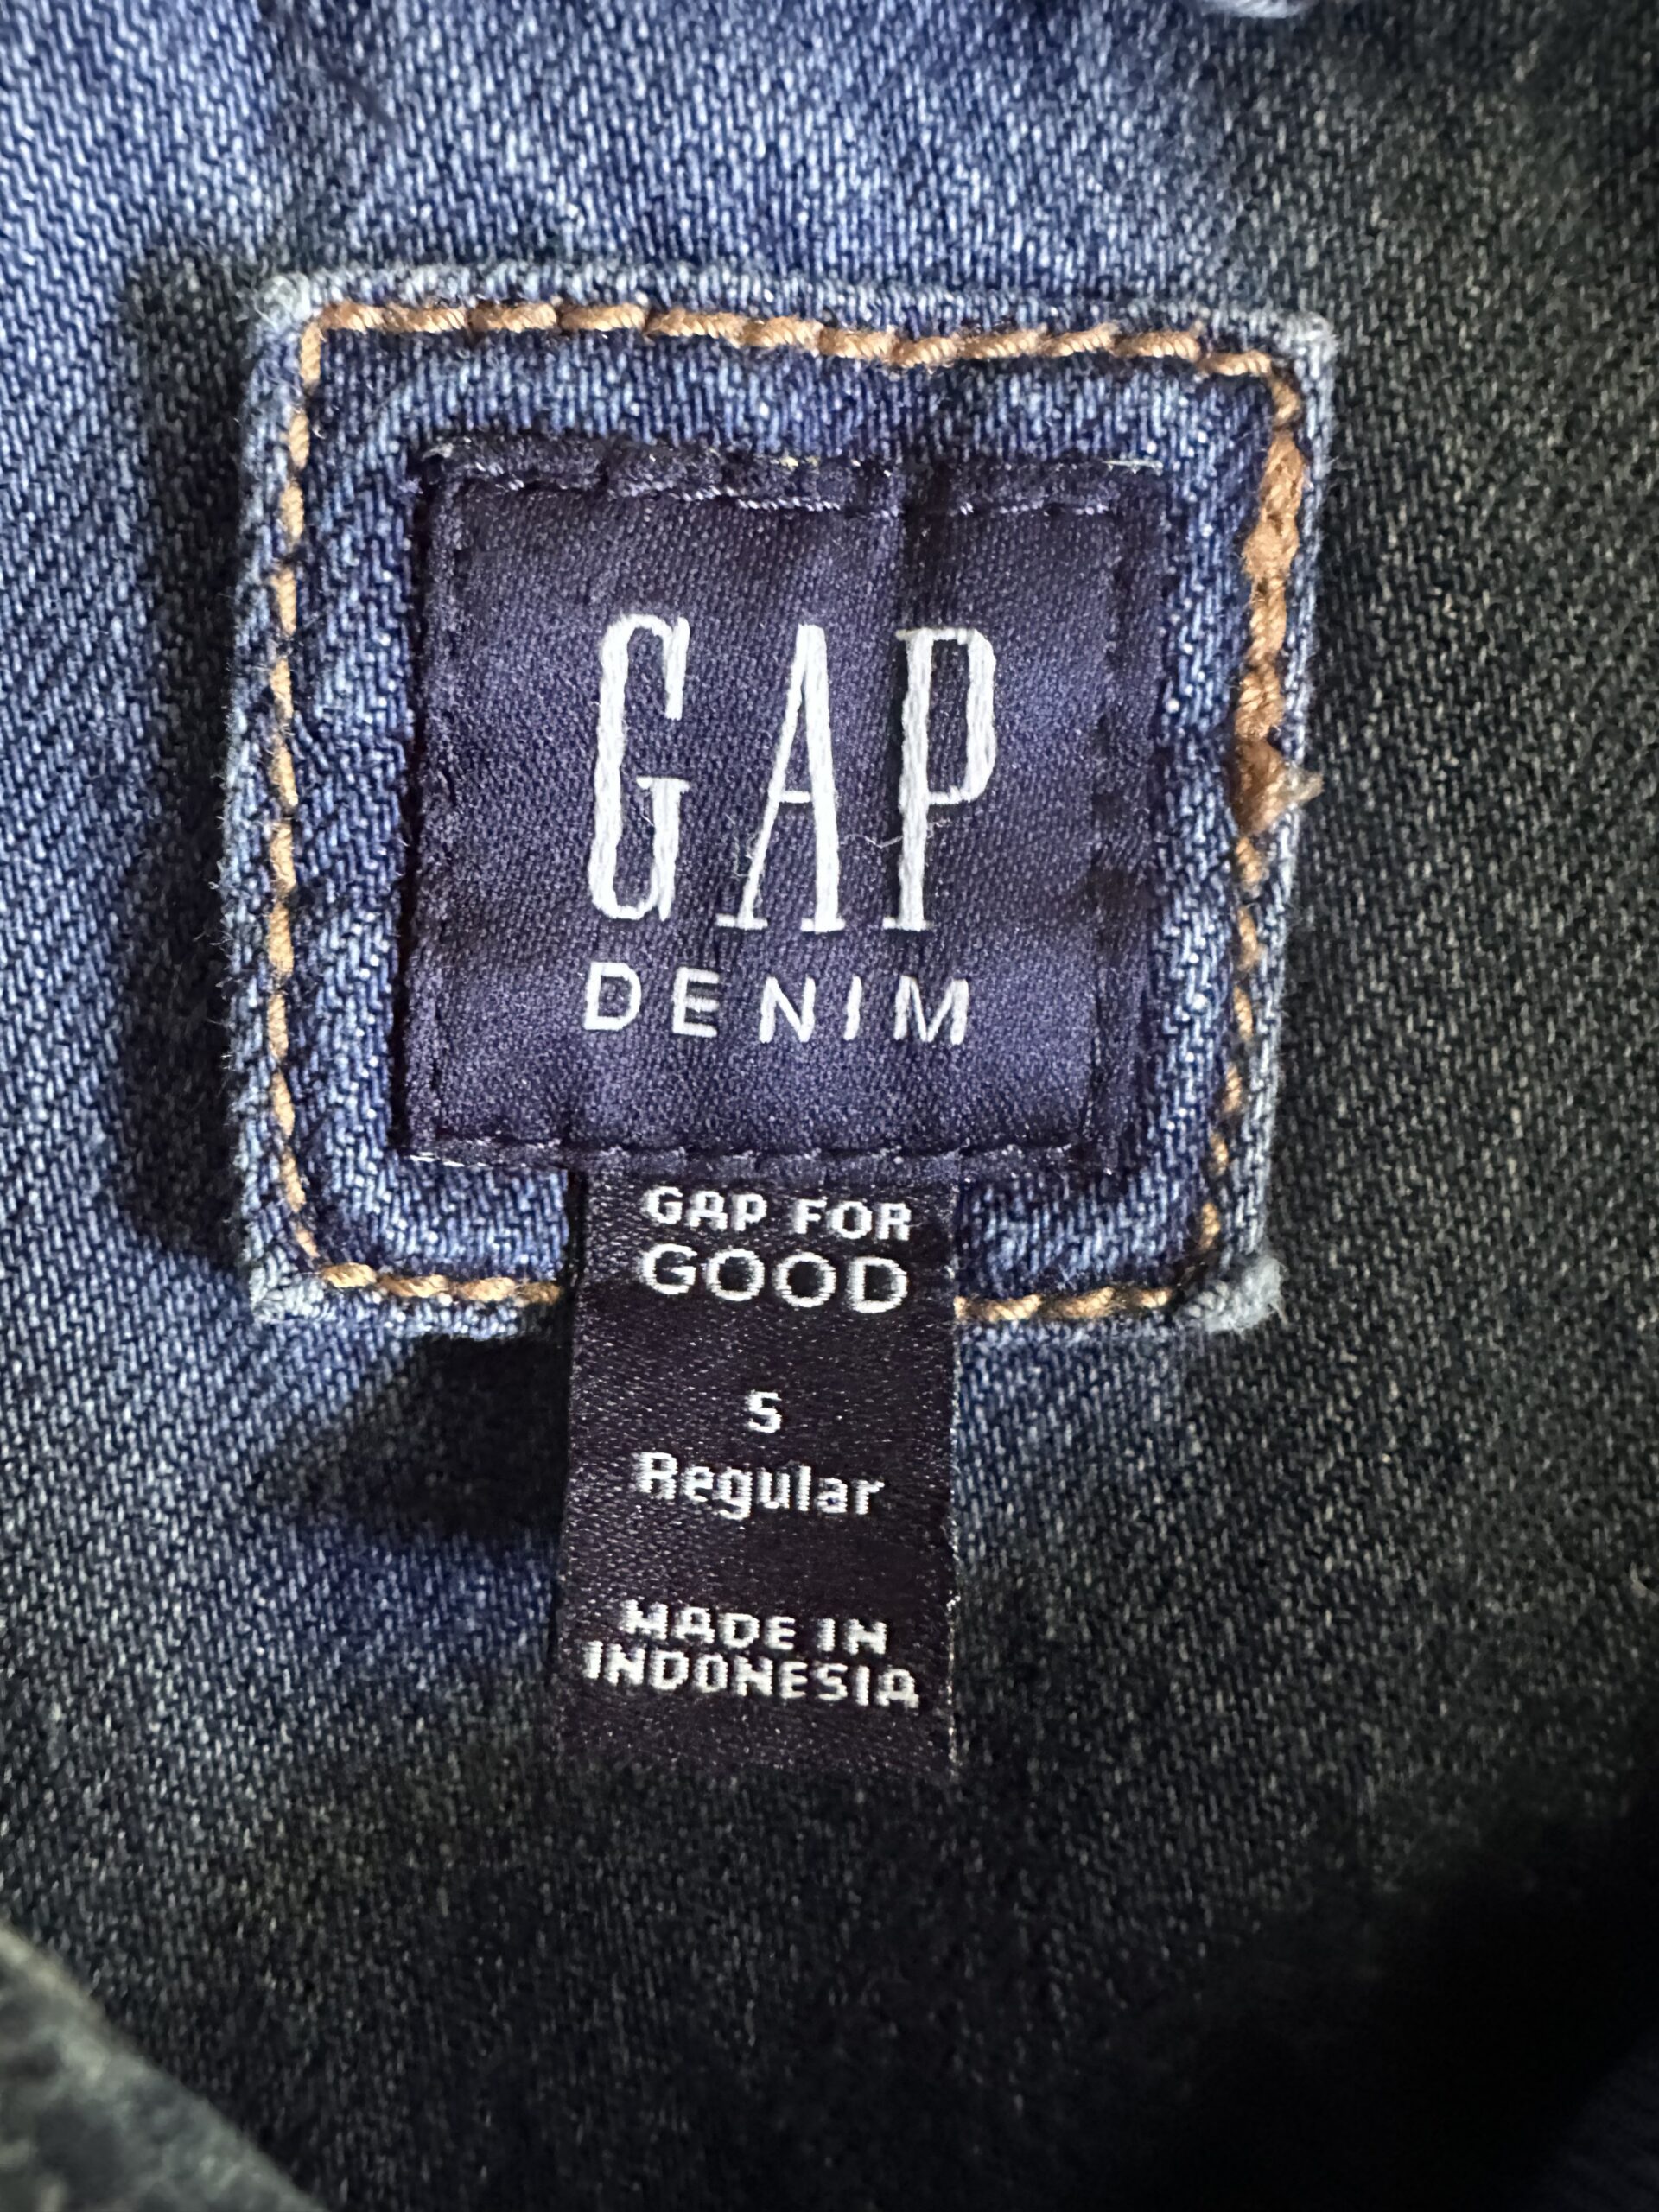 GAP
DENIM
GAP FOR
GOOD
S
Regular
MADE IN
INDONESIA